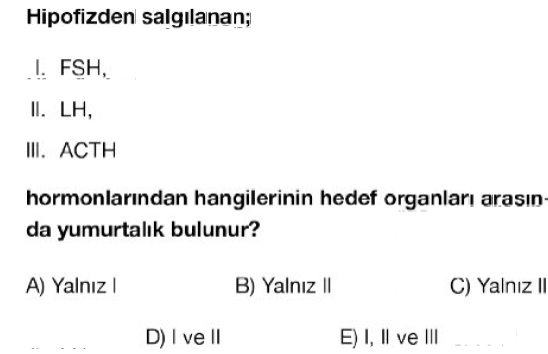 Hipofizden salgılanan;
I. FSH,
II. LH,
III. ACTH
hormonlarından hangilerinin hedef organları arasın-
da yumurtalık bulunur?
A) Yalnız I B) Yalnız II C) Yalnız II
D) I ve II E) I, II ve III